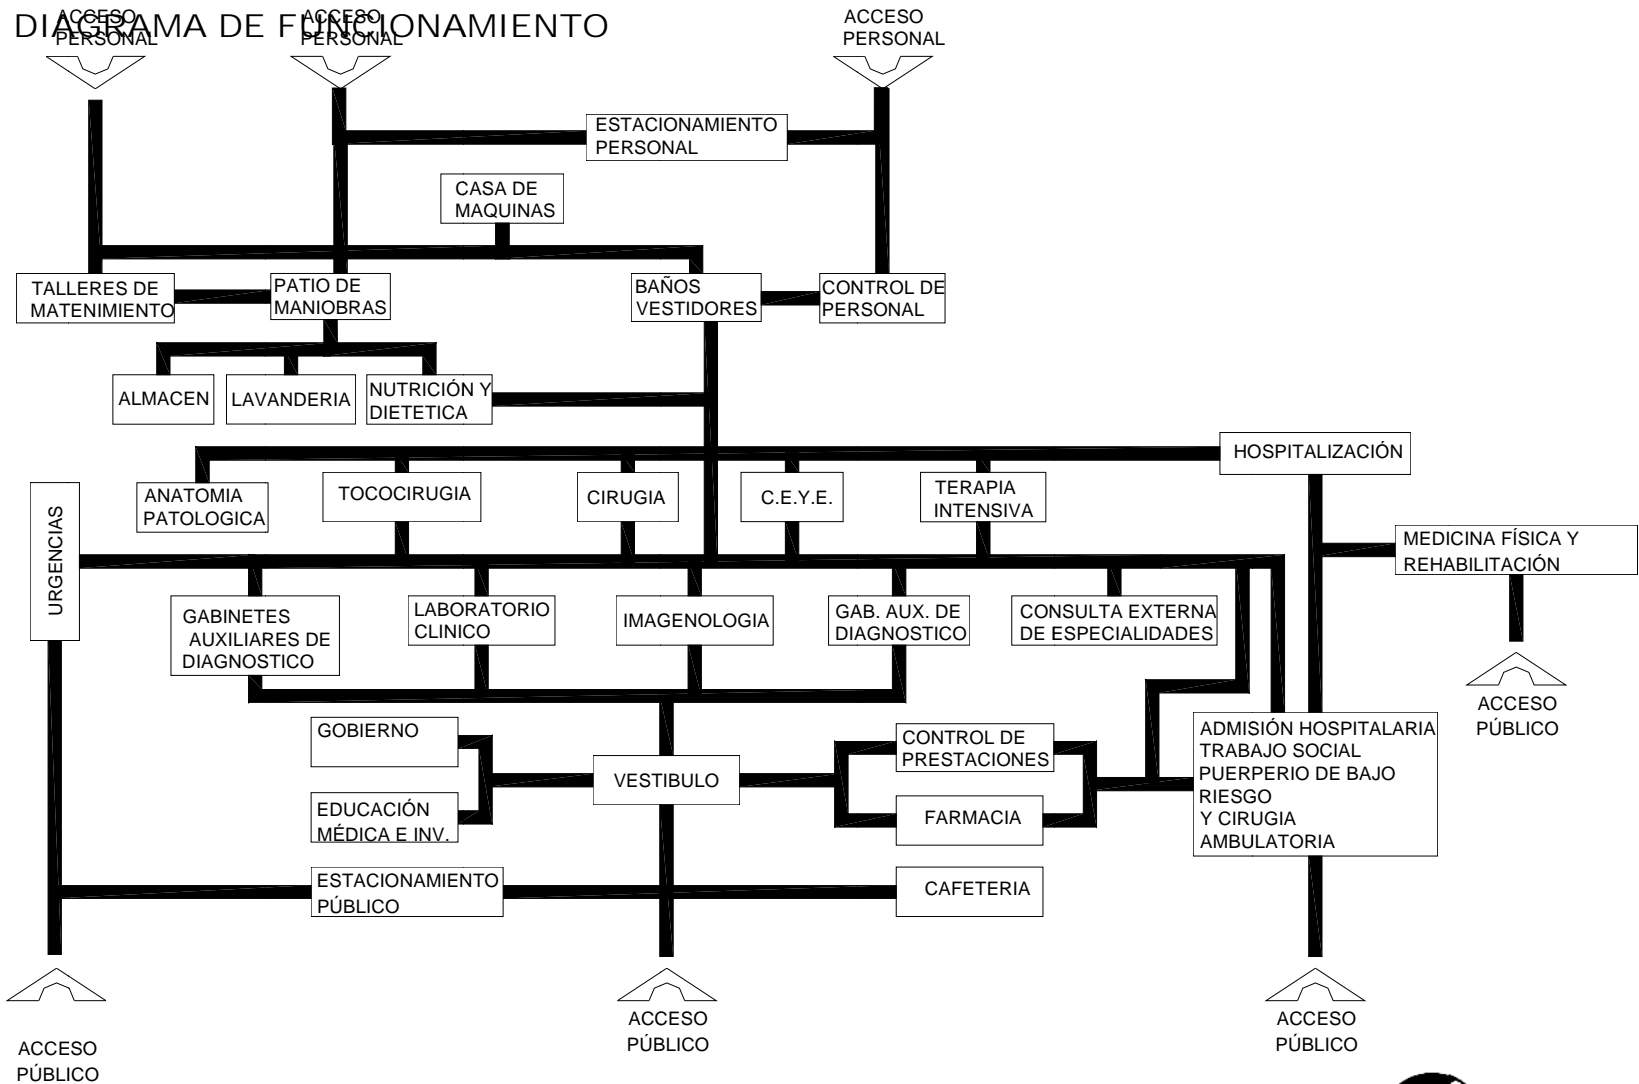 DIAGRAMA DE FUNCIONAMIENTO
ACCESO
PERSONAL
ACCESO
PERSONAL
ACCESO
PERSONAL
ESTACIONAMIENTO
PERSONAL
CASA DE
MAQUINAS
TALLERES DE
MATENIMIENTO
PATIO DE
MANIOBRAS
BAÑOS
VESTIDORES
CONTROL DE
PERSONAL
ALMACEN
LAVANDERIA
NUTRICIÓN Y
DIETETICA
HOSPITALIZACIÓN
ANATOMIA
PATOLOGICA
TOCOCIRUGIA
CIRUGIA
C.E.Y.E.
TERAPIA
INTENSIVA
URGENCIAS
MEDICINA FÍSICA Y
REHABILITACIÓN
GABINETES
AUXILIARES DE
DIAGNOSTICO
LABORATORIO
CLINICO
IMAGENOLOGIA
GAB. AUX. DE
DIAGNOSTICO
CONSULTA EXTERNA
DE ESPECIALIDADES
ACCESO
PÚBLICO
GOBIERNO
EDUCACIÓN
MÉDICA E INV.
VESTIBULO
CONTROL DE
PRESTACIONES
FARMACIA
ADMISIÓN HOSPITALARIA
TRABAJO SOCIAL
PUERPERIO DE BAJO
RIESGO
Y CIRUGIA
AMBULATORIA
ESTACIONAMIENTO
PÚBLICO
CAFETERIA
ACCESO
PÚBLICO
ACCESO
PÚBLICO
ACCESO
PÚBLICO